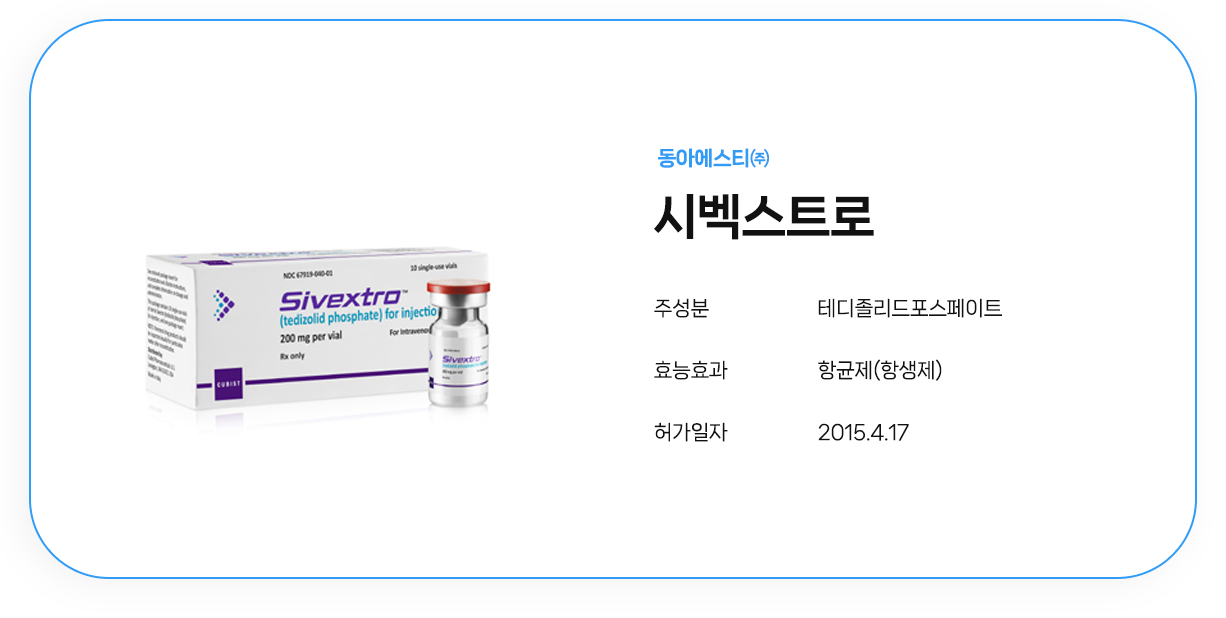 동아에스티㈜
시벡스트로
주성분 테디졸리드포스페이트
효능효과 항균제(항생제)
허가일자 2015.4.17
NDC 67919-040-01
10 single-use vials
Sivextro™
(tedizolid phosphate) for injectio
200 mg per vial
For Intraveno
Rx only
CUBIST
Sivextro